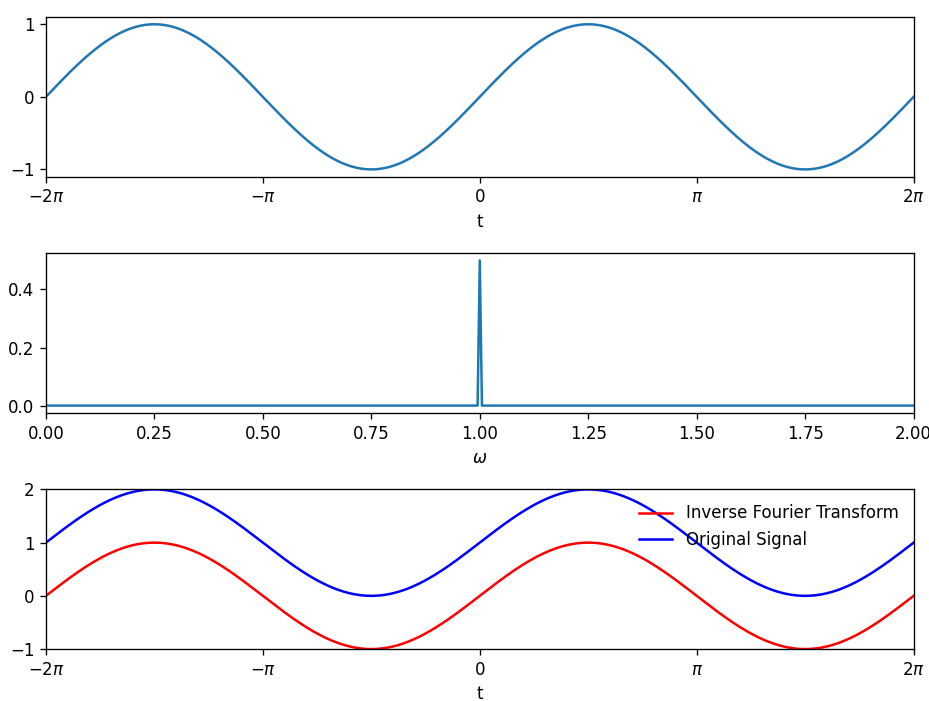 1
0
−1
−2π −π 0 π 2π
t
0.4
0.2
0.0
0.00 0.25 0.50 0.75 1.00 1.25 1.50 1.75 2.00
ω
2
Inverse Fourier Transform
1
Original Signal
0
−1
−2π −π 0 π 2π
t